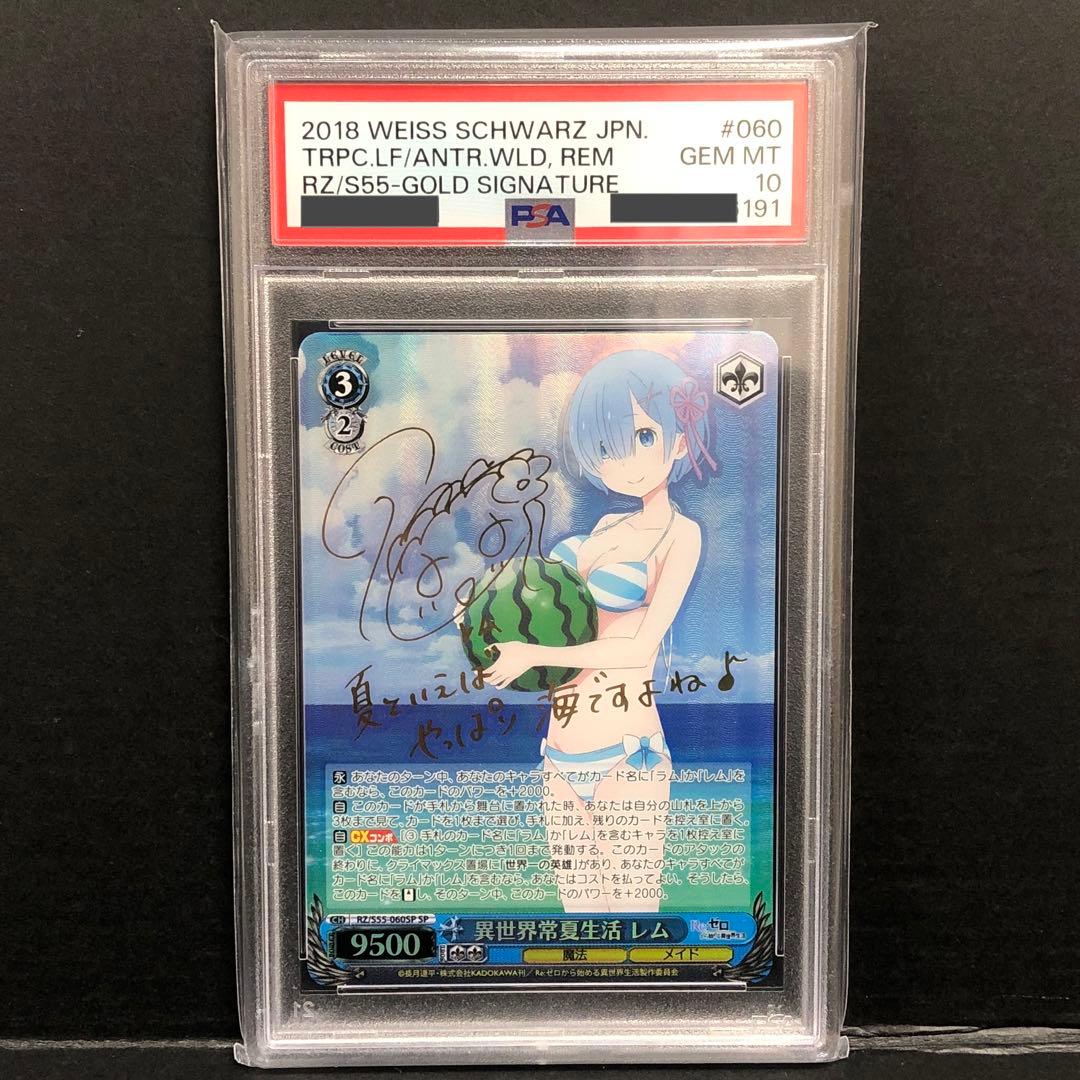 2018 WEISS SCHWARZ JPN. #060
TRPC.LF/ANTR.WLD, REM GEM MT
RZ/S55-GOLD SIGNATURE 10
PSA 191
LEVEL
3
2
COST
夏といえば
やっぱり海ですよね♪
永 あなたのターン中、あなたのキャラすべてがカード名に「ラム」か「レム」を
含むなら、このカードのパワーを+2000。
自 このカードが手札から舞台に置かれた時、あなたは自分の山札を上から
3枚まで見て、カードを1枚まで選び、手札に加え、残りのカードを控え室に置く。
自 CXコンボ [③ 手札のカード名に「ラム」か「レム」を含むキャラを1枚控え室に
置く] この能力は1ターンにつき1回まで発動する。このカードのアタックの
終わりに、クライマックス置場に「世界一の英雄」があり、あなたのキャラすべてが
カード名に「ラム」か「レム」を含むなら、あなたはコストを払ってよい。そうしたら、
このカードを し、そのターン中、このカードのパワーを+2000。
CH RZ/S55-060SP SP
異世界常夏生活 レム
Re:ゼロ
から始める異世界生活
POWER 9500
魔法 メイド
©長月達平・株式会社KADOKAWA刊/Re:ゼロから始める異世界生活製作委員会